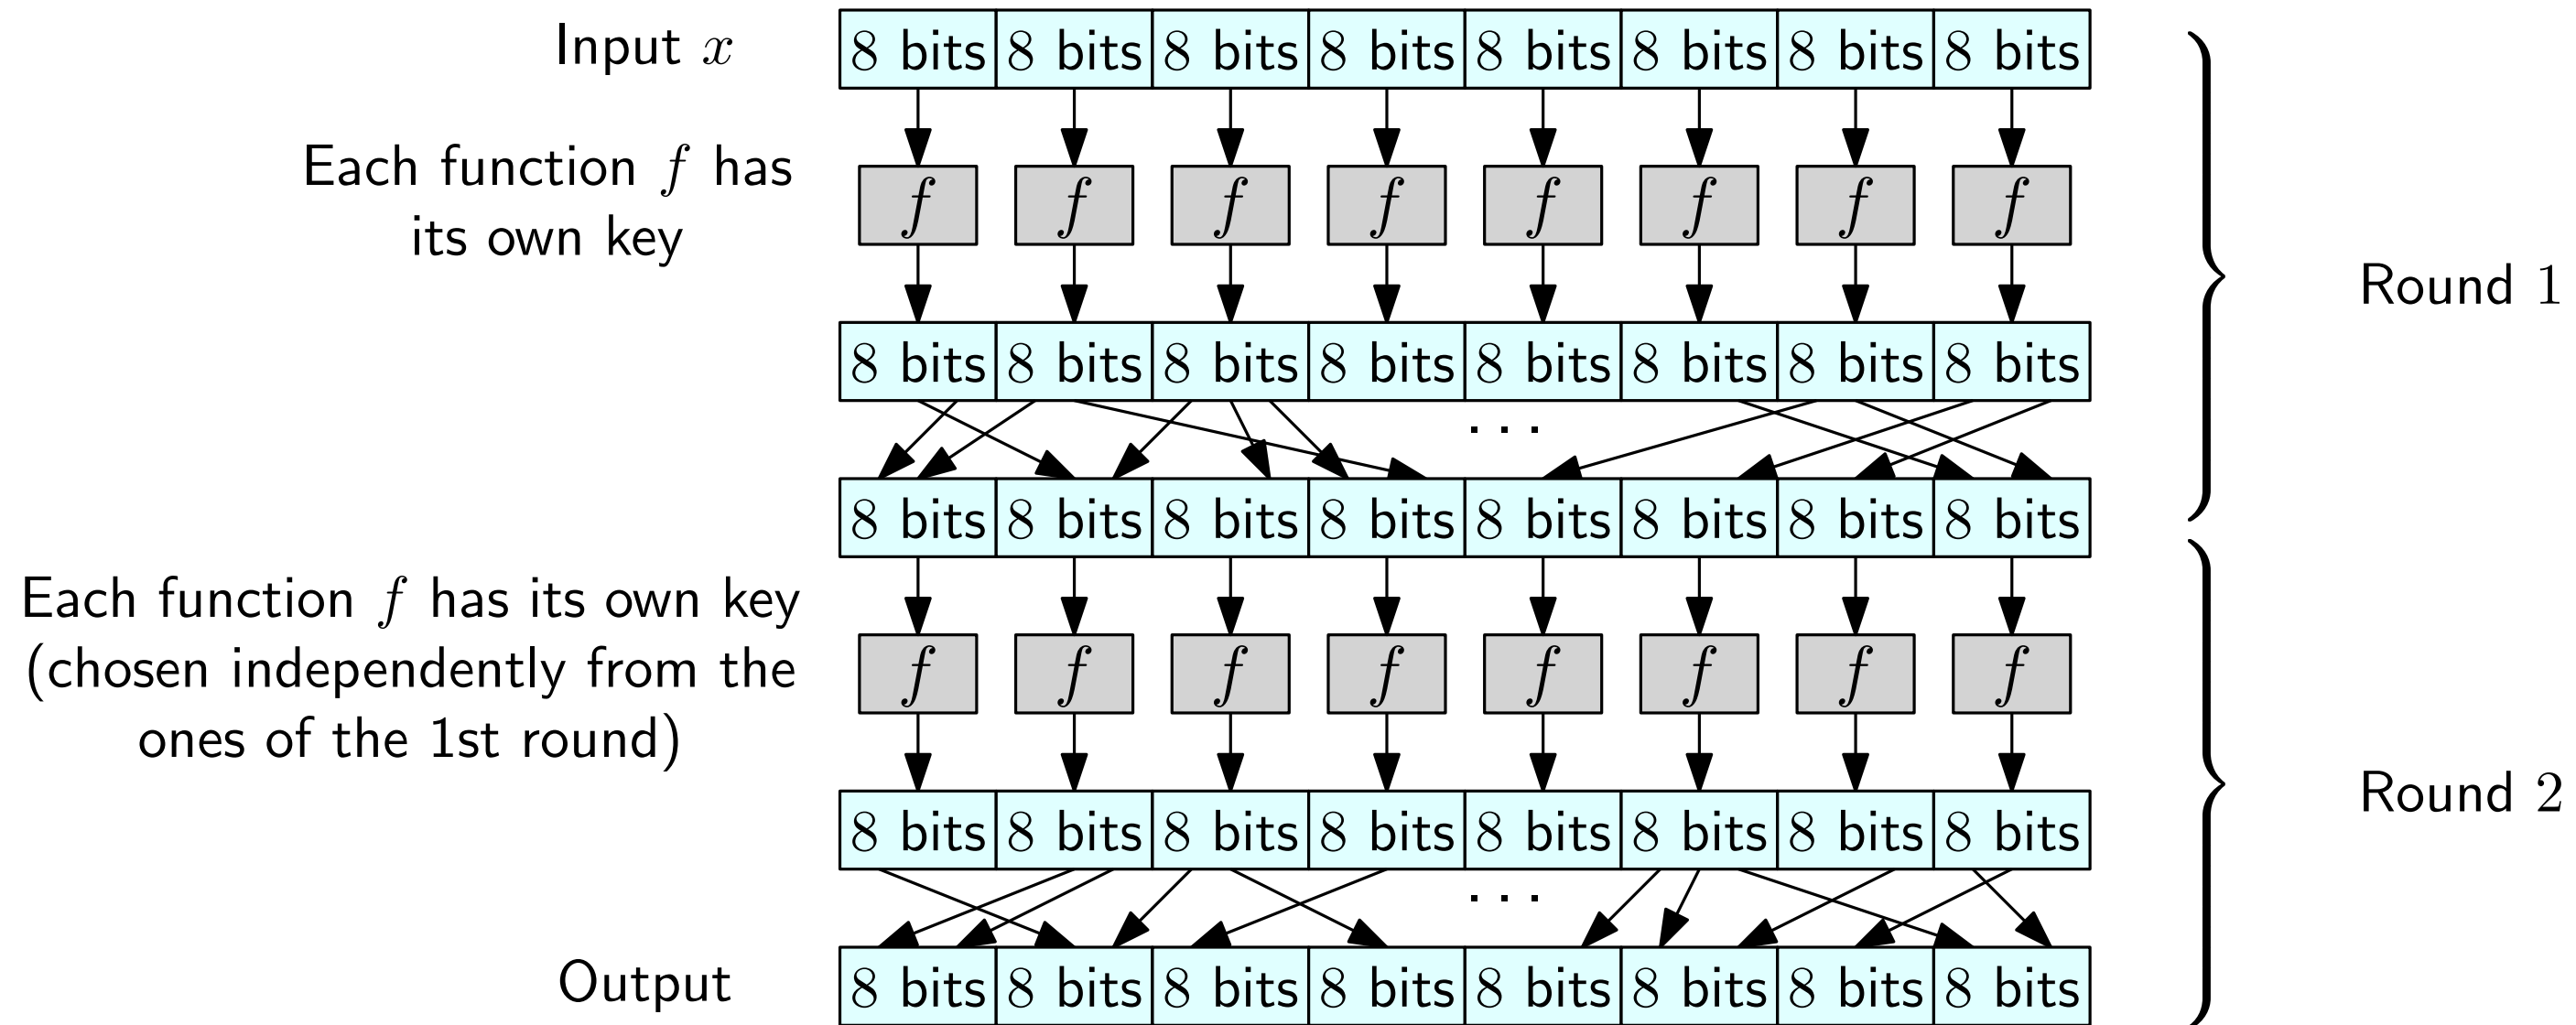 Input x
8 bits 8 bits 8 bits 8 bits 8 bits 8 bits 8 bits 8 bits
Each function f has
its own key
f f f f f f f f
Round 1
8 bits 8 bits 8 bits 8 bits 8 bits 8 bits 8 bits 8 bits
...
8 bits 8 bits 8 bits 8 bits 8 bits 8 bits 8 bits 8 bits
Each function f has its own key
(chosen independently from the
ones of the 1st round)
f f f f f f f f
Round 2
8 bits 8 bits 8 bits 8 bits 8 bits 8 bits 8 bits 8 bits
...
Output
8 bits 8 bits 8 bits 8 bits 8 bits 8 bits 8 bits 8 bits